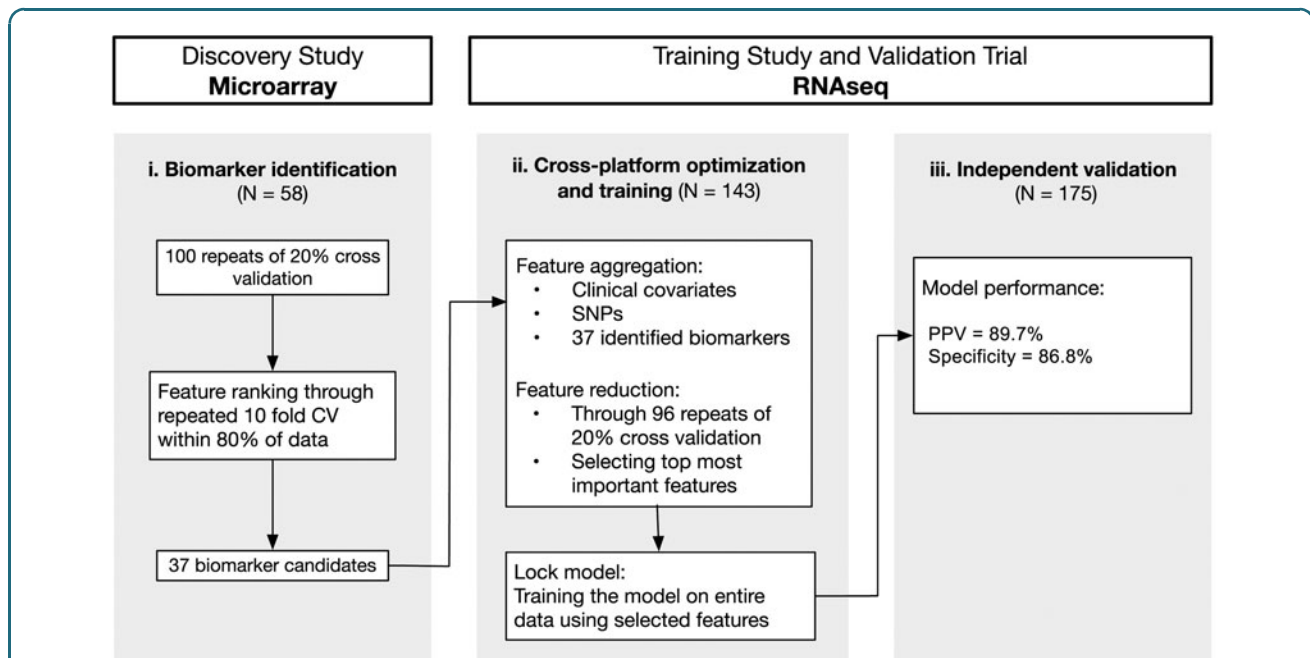 Discovery Study
Microarray
Training Study and Validation Trial
RNAseq
i. Biomarker identification
(N = 58)
100 repeats of 20% cross
validation
Feature ranking through
repeated 10 fold CV
within 80% of data
37 biomarker candidates
ii. Cross-platform optimization
and training (N = 143)
Feature aggregation:
• Clinical covariates
• SNPs
• 37 identified biomarkers
Feature reduction:
• Through 96 repeats of
20% cross validation
• Selecting top most
important features
Lock model:
Training the model on entire
data using selected features
iii. Independent validation
(N = 175)
Model performance:
PPV = 89.7%
Specificity = 86.8%